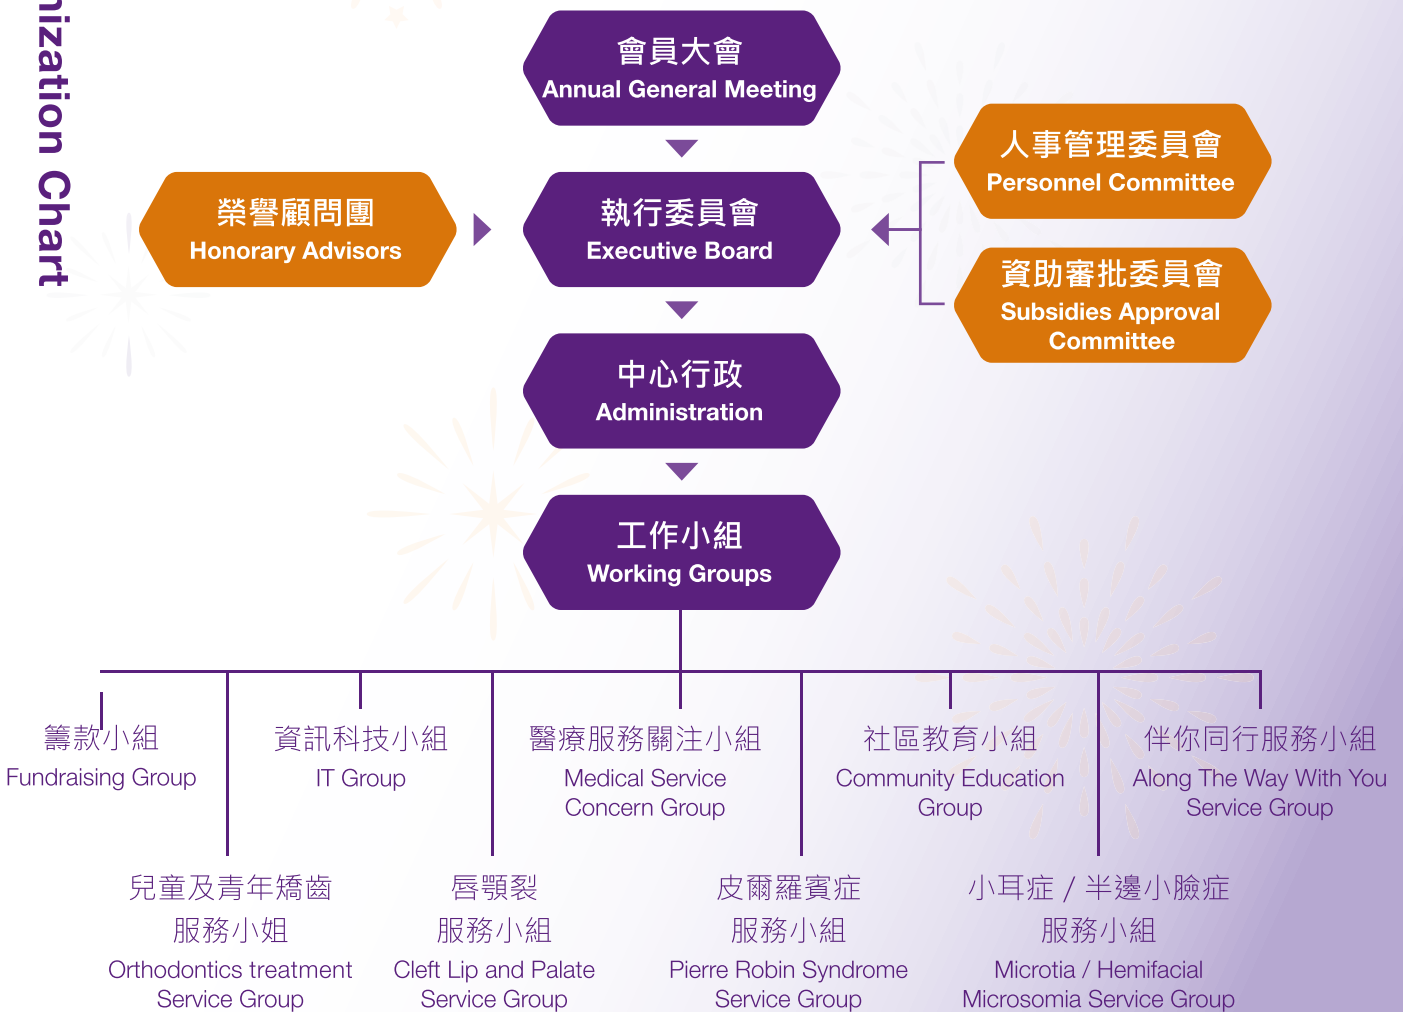 nization Chart
會員大會
Annual General Meeting
人事管理委員會
Personnel Committee
榮譽顧問團
Honorary Advisors
執行委員會
Executive Board
資助審批委員會
Subsidies Approval
Committee
中心行政
Administration
工作小組
Working Groups
籌款小組
Fundraising Group
資訊科技小組
IT Group
醫療服務關注小組
Medical Service
Concern Group
社區教育小組
Community Education
Group
伴你同行服務小組
Along The Way With You
Service Group
兒童及青年矯齒
服務小姐
Orthodontics treatment
Service Group
唇顎裂
服務小組
Cleft Lip and Palate
Service Group
皮爾羅賓症
服務小組
Pierre Robin Syndrome
Service Group
小耳症 / 半邊小臉症
服務小組
Microtia / Hemifacial
Microsomia Service Group